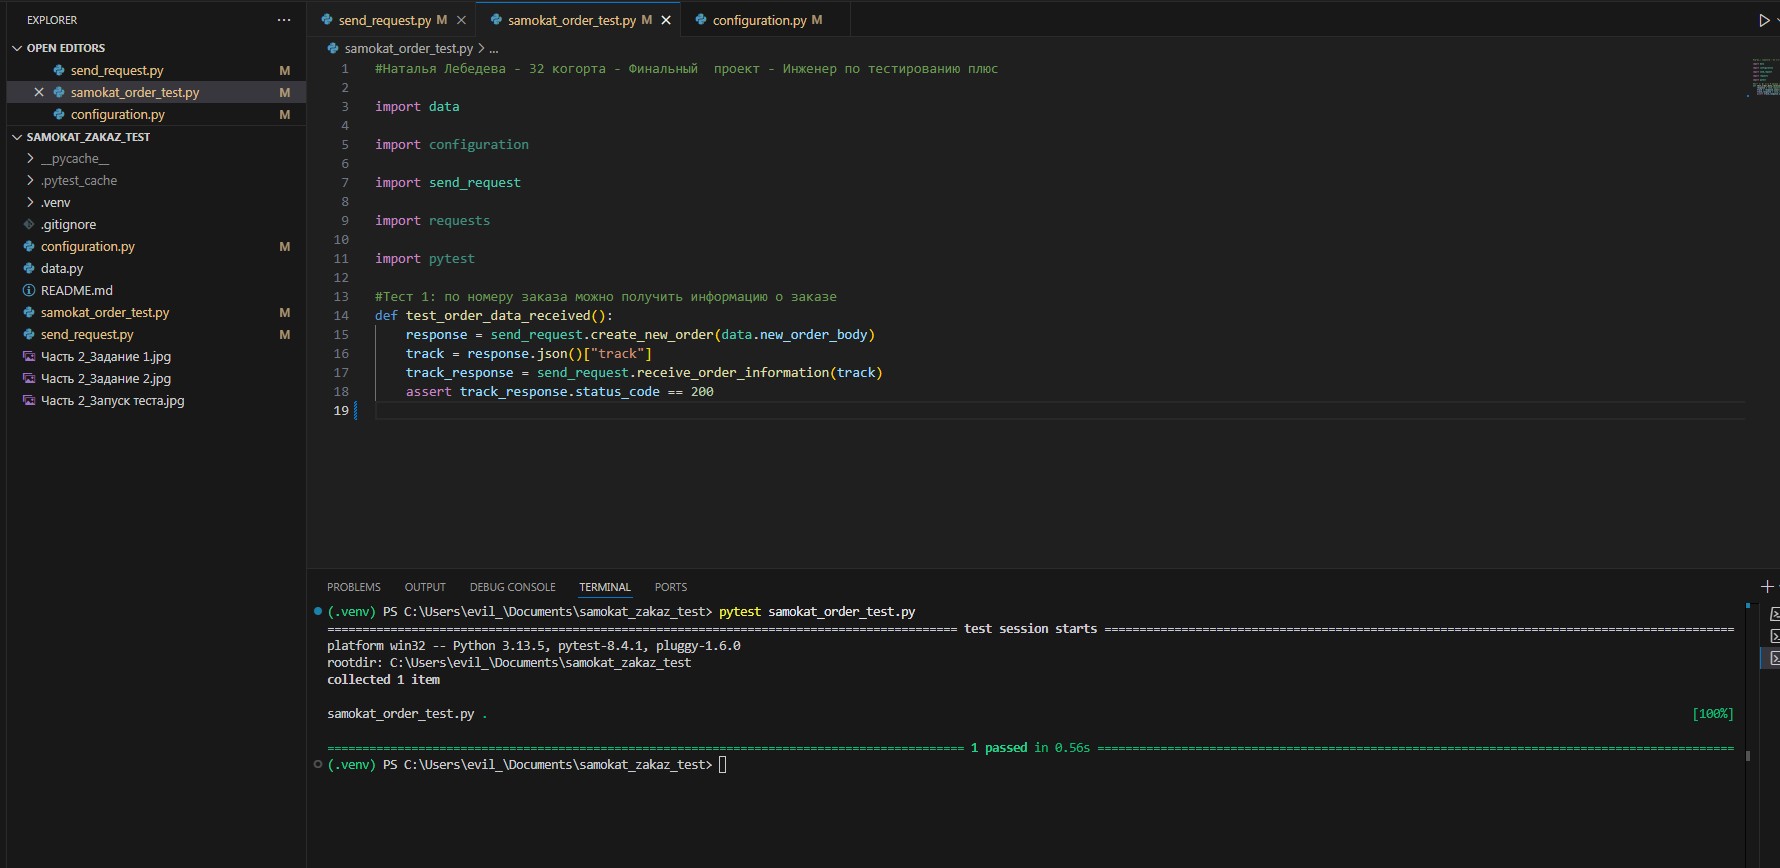 EXPLORER
OPEN EDITORS
send_request.py M
samokat_order_test.py M
configuration.py M
SAMOKAT_ZAKAZ_TEST
__pycache__
.pytest_cache
.venv
.gitignore
configuration.py M
data.py
README.md
samokat_order_test.py M
send_request.py M
Часть 2_Задание 1.jpg
Часть 2_Задание 2.jpg
Часть 2_Запуск теста.jpg
send_request.py M samokat_order_test.py M configuration.py M
samokat_order_test.py > ...
1 #Наталья Лебедева - 32 когорта - Финальный  проект - Инженер по тестированию плюс
2
3 import data
4
5 import configuration
6
7 import send_request
8
9 import requests
10
11 import pytest
12
13 #Тест 1: по номеру заказа можно получить информацию о заказе
14 def test_order_data_received():
15     response = send_request.create_new_order(data.new_order_body)
16     track = response.json()["track"]
17     track_response = send_request.receive_order_information(track)
18     assert track_response.status_code == 200
19
PROBLEMS OUTPUT DEBUG CONSOLE TERMINAL PORTS
(.venv) PS C:\Users\evil_\Documents\samokat_zakaz_test> pytest samokat_order_test.py
test session starts
platform win32 -- Python 3.13.5, pytest-8.4.1, pluggy-1.6.0
rootdir: C:\Users\evil_\Documents\samokat_zakaz_test
collected 1 item
samokat_order_test.py . [100%]
1 passed in 0.56s
(.venv) PS C:\Users\evil_\Documents\samokat_zakaz_test>